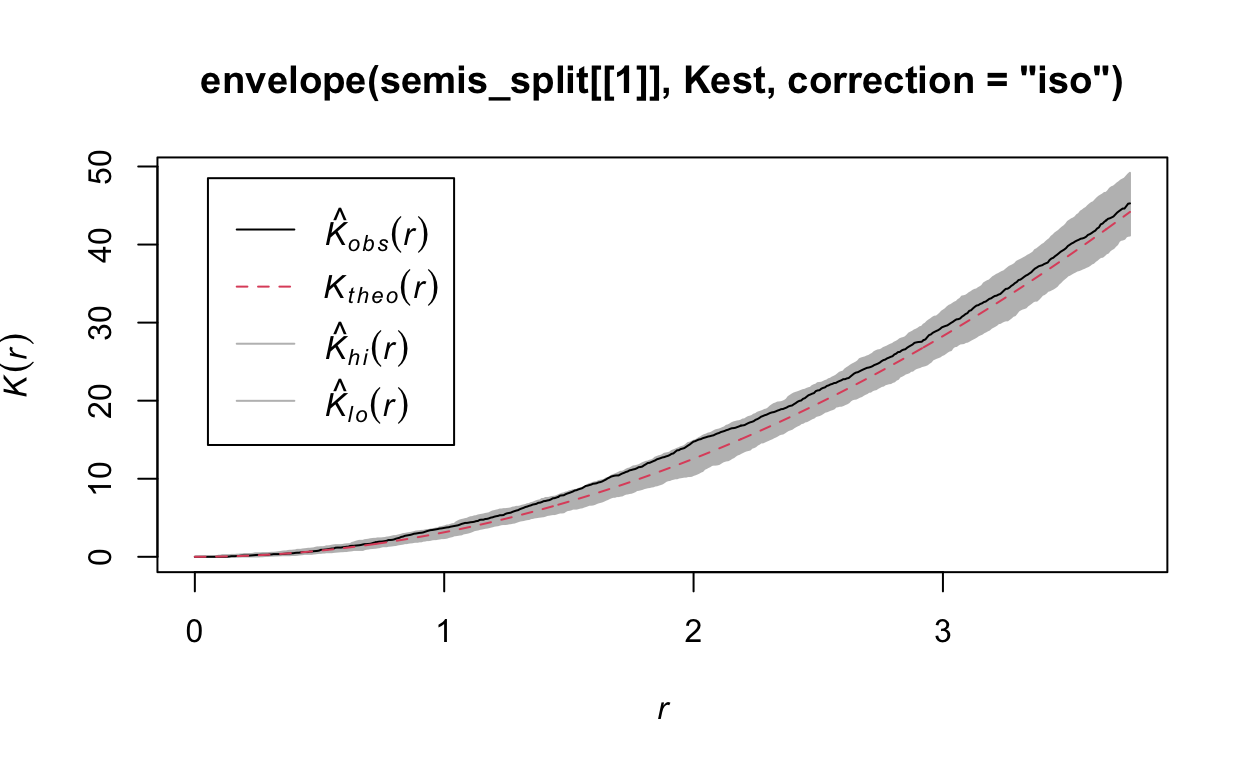 envelope(semis_split[[1]], Kest, correction = "iso")
K(r)
50
40
30
20
10
0
K̂obs(r)
Ktheo(r)
K̂hi(r)
K̂lo(r)
0 1 2 3
r